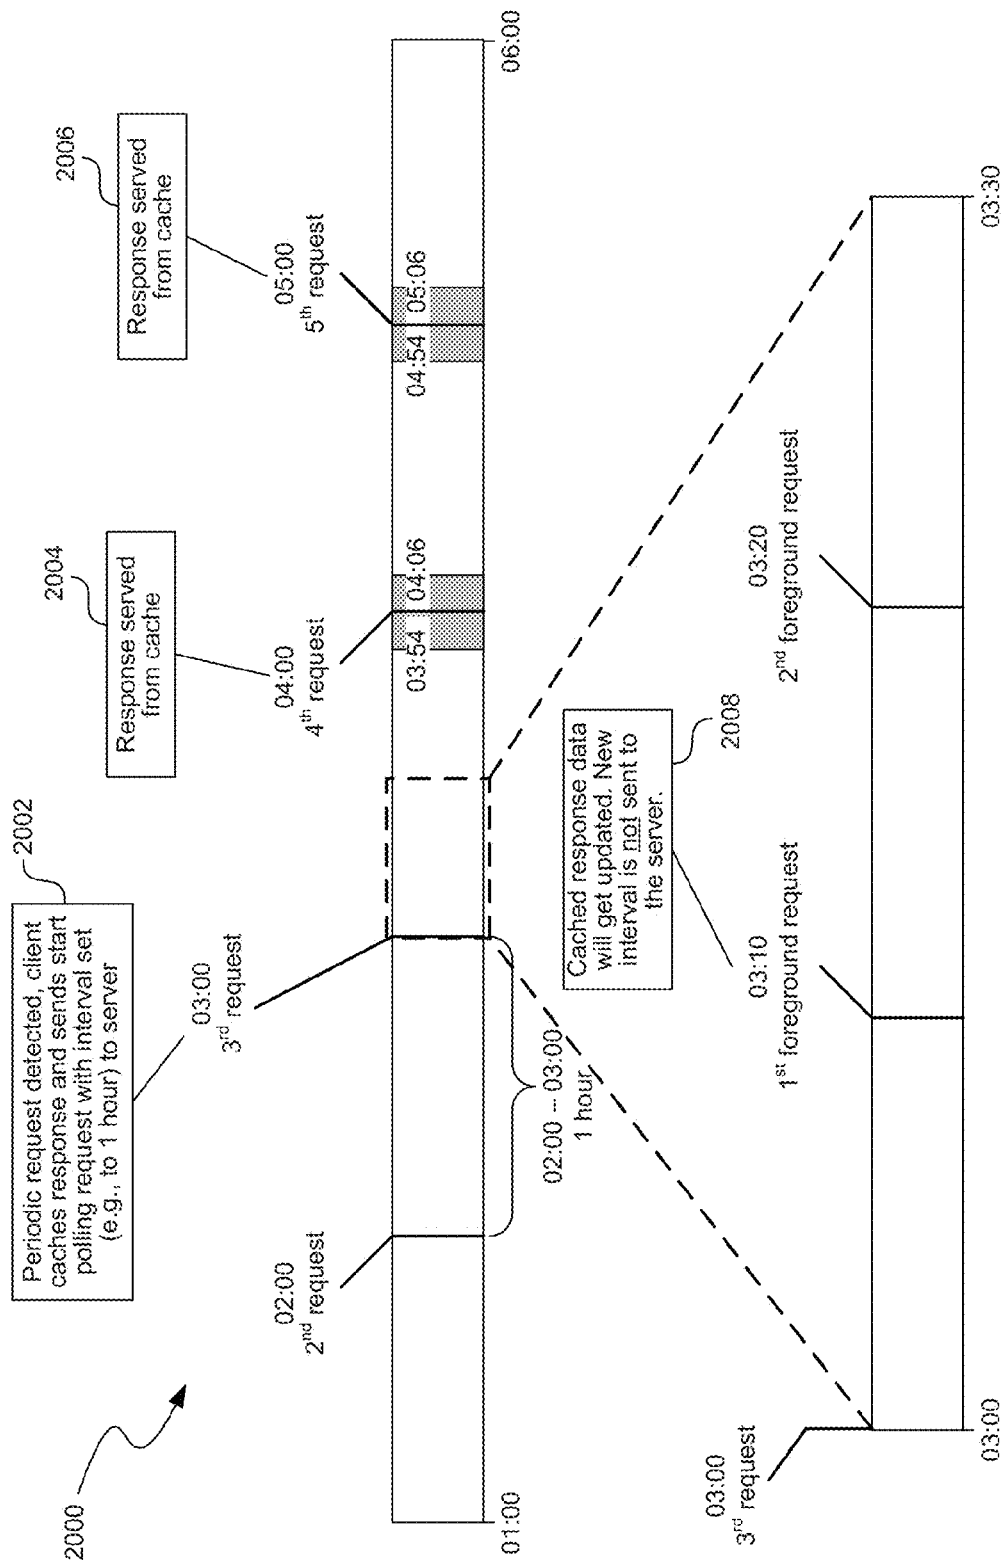 2000
2002
Periodic request detected, client
caches response and sends start
polling request with interval set
(e.g., to 1 hour) to server
2004
Response served
from cache
2006
Response served
from cache
02:00
2nd request
03:00
3rd request
04:00
4th request
05:00
5th request
03:54
04:06
04:54
05:06
01:00
06:00
02:00 – 03:00
1 hour
Cached response data
will get updated. New
interval is not sent to
the server.
2008
03:00
3rd request
03:10
1st foreground request
03:20
2nd foreground request
03:00
03:30